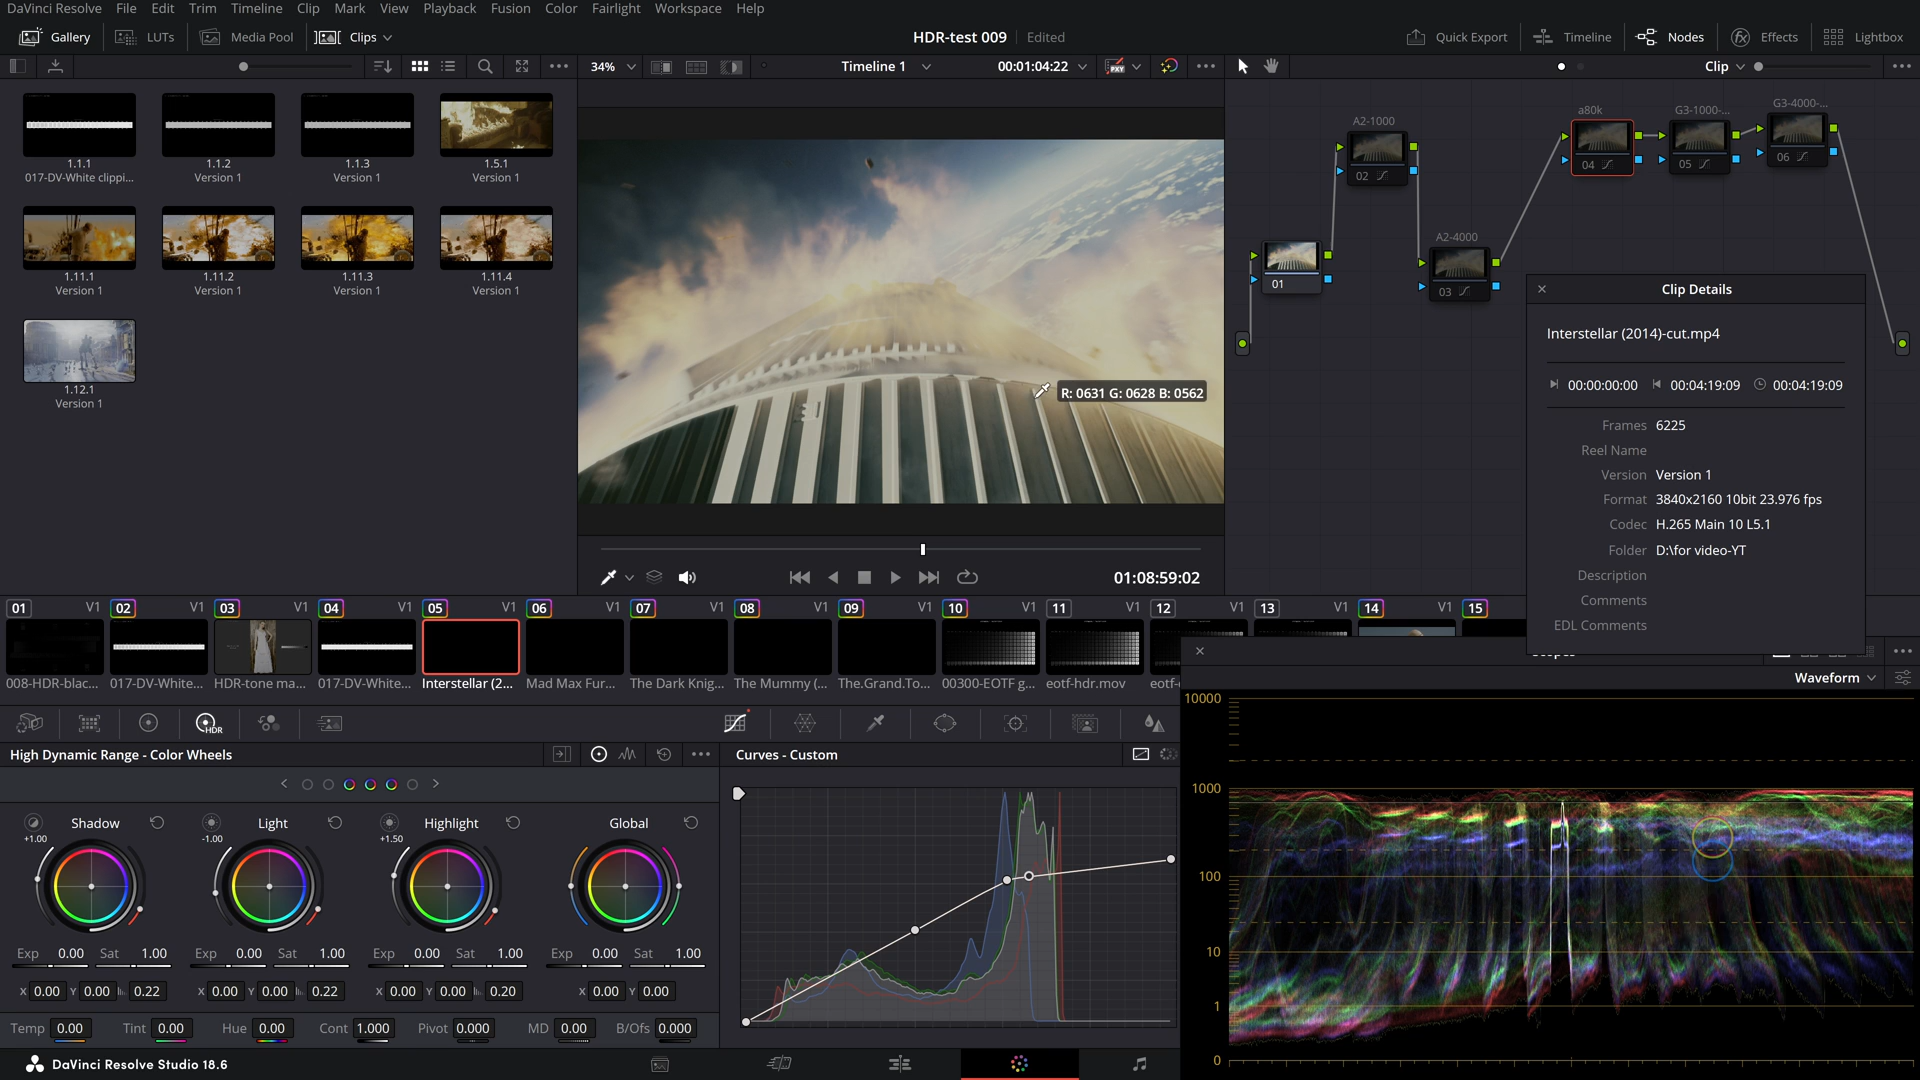 DaVinci Resolve File Edit Trim Timeline Clip Mark View Playback Fusion Color Fairlight Workspace Help
Gallery LUTs Media Pool Clips HDR-test 009 Edited Quick Export Timeline Nodes Effects Lightbox
34% Timeline 1 00:01:04:22 Clip
1.1.1 1.1.2 1.1.3 1.5.1
017-DV-White clippi... Version 1 Version 1 Version 1
1.11.1 1.11.2 1.11.3 1.11.4
Version 1 Version 1 Version 1 Version 1
1.12.1
Version 1
R: 0631 G: 0628 B: 0562
01:08:59:02
A2-1000
02
01
A2-4000
03
a80k
04
G3-1000-...
05
G3-4000-...
06
Clip Details
Interstellar (2014)-cut.mp4
00:00:00:00 00:04:19:09 00:04:19:09
Frames 6225
Reel Name
Version Version 1
Format 3840x2160 10bit 23.976 fps
Codec H.265 Main 10 L5.1
Folder D:\for video-YT
Description
Comments
EDL Comments
01 V1 02 V1 03 V1 04 V1 05 V1 06 V1 07 V1 08 V1 09 V1 10 V1 11 V1 12 V1 13 V1 14 V1 15
008-HDR-blac... 017-DV-White... HDR-tone ma... 017-DV-White... Interstellar (2... Mad Max Fur... The Dark Knig... The Mummy (... The.Grand.To... 00300-EOTF g... eotf-hdr.mov eotf-
HDR
High Dynamic Range - Color Wheels
Shadow Light Highlight Global
+1.00 -1.00 +1.50
Exp 0.00 Sat 1.00 Exp 0.00 Sat 1.00 Exp 0.00 Sat 1.00 Exp 0.00 Sat 1.00
X 0.00 Y 0.00 0.22 X 0.00 Y 0.00 0.22 X 0.00 Y 0.00 0.20 X 0.00 Y 0.00
Temp 0.00 Tint 0.00 Hue 0.00 Cont 1.000 Pivot 0.000 MD 0.00 B/Ofs 0.000
Curves - Custom
Waveform
10000
1000
100
10
1
0
DaVinci Resolve Studio 18.6